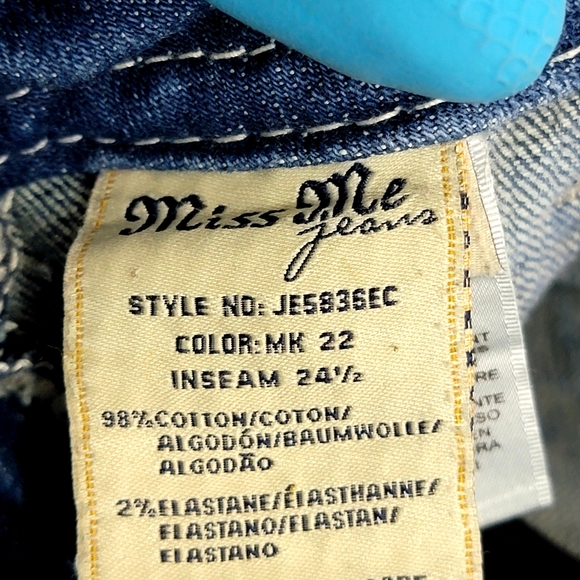 Miss Me
jeans
STYLE NO: JE5836EC
COLOR: MK 22
INSEAM 24½
98% COTTON/COTON/
ALGODÓN/BAUMWOLLE/
ALGODÃO
2% ELASTANE/ÉLASTHANNE/
ELASTANO/ELASTAN/
ELASTANO